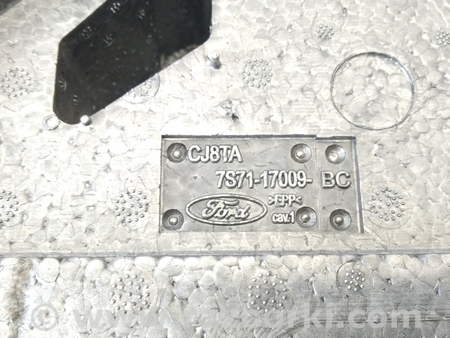 CJ8TA
7S71-17009- BC
Ford
>EPP<
cav.1